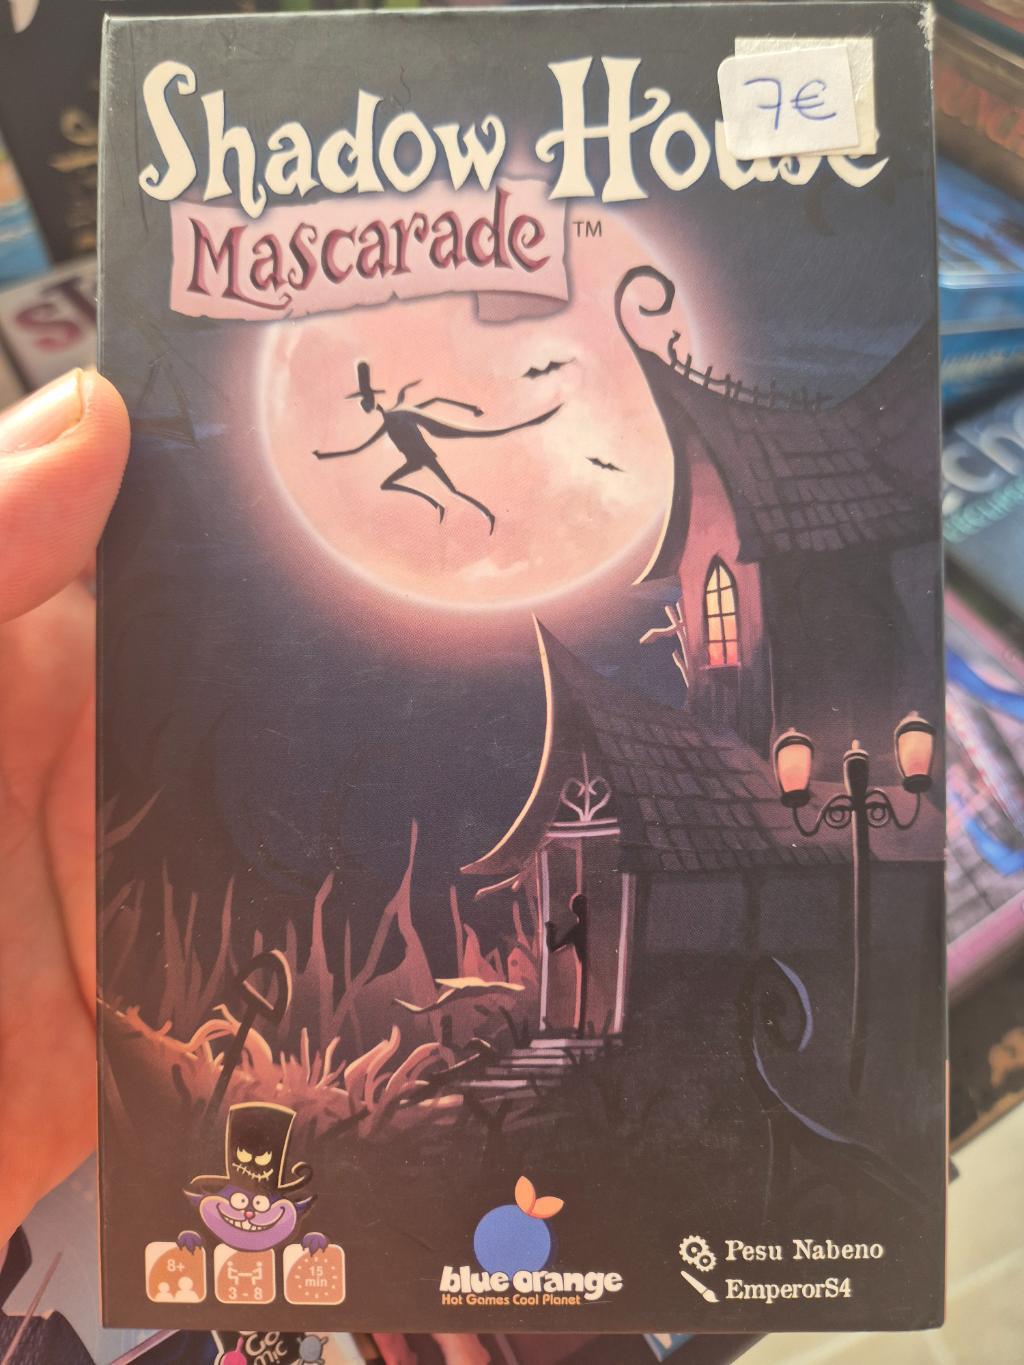 Shadow House
7€
Mascarade™
8+
3 - 8
15
min
blue orange
Hot Games Cool Planet
Pesu Nabeno
EmperorS4